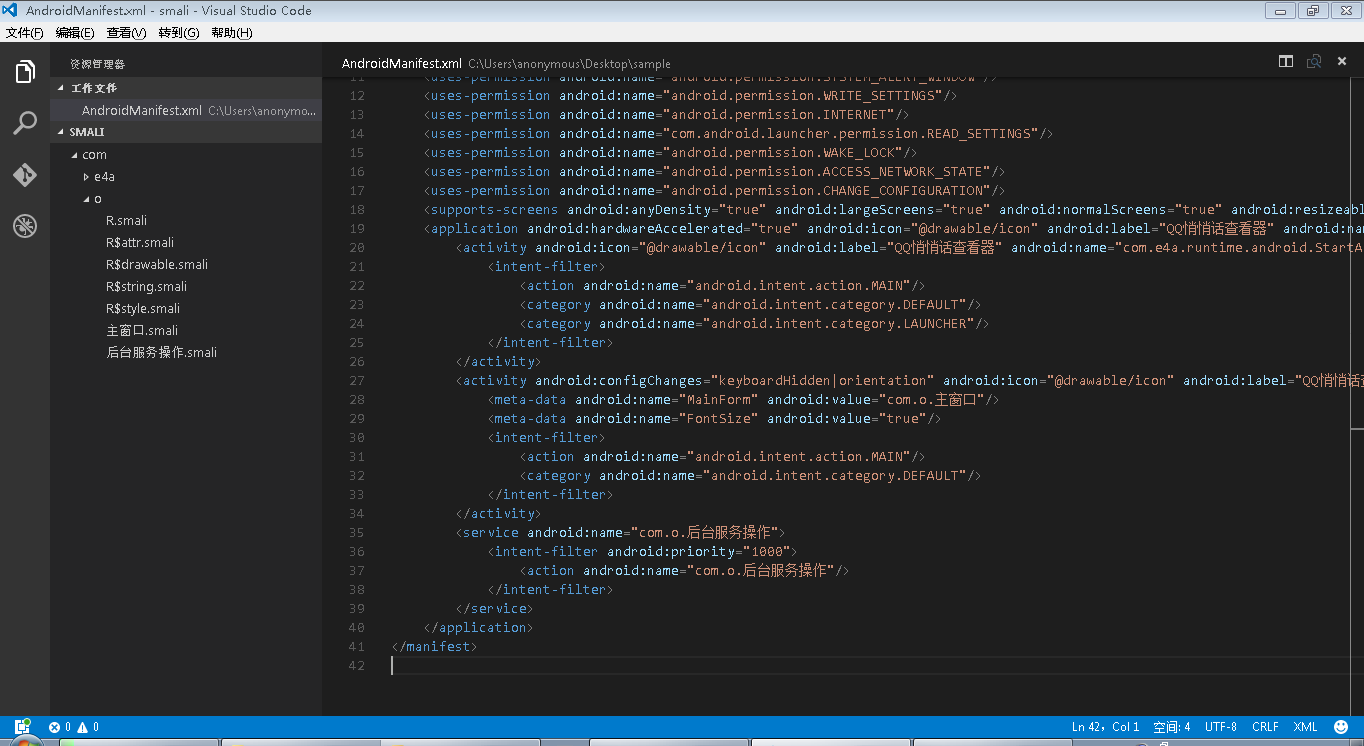 AndroidManifest.xml - smali - Visual Studio Code
文件(F) 编辑(E) 查看(V) 转到(G) 帮助(H)
资源管理器
工作文件
AndroidManifest.xml C:\Users\anonymo...
SMALI
com
e4a
o
R.smali
R$attr.smali
R$drawable.smali
R$string.smali
R$style.smali
主窗口.smali
后台服务操作.smali
AndroidManifest.xml C:\Users\anonymous\Desktop\sample
11 <uses-permission android:name="android.permission.SYSTEM_ALERT_WINDOW"/>
12 <uses-permission android:name="android.permission.WRITE_SETTINGS"/>
13 <uses-permission android:name="android.permission.INTERNET"/>
14 <uses-permission android:name="com.android.launcher.permission.READ_SETTINGS"/>
15 <uses-permission android:name="android.permission.WAKE_LOCK"/>
16 <uses-permission android:name="android.permission.ACCESS_NETWORK_STATE"/>
17 <uses-permission android:name="android.permission.CHANGE_CONFIGURATION"/>
18 <supports-screens android:anyDensity="true" android:largeScreens="true" android:normalScreens="true" android:resizeabl
19 <application android:hardwareAccelerated="true" android:icon="@drawable/icon" android:label="QQ悄悄话查看器" android:na
20 <activity android:icon="@drawable/icon" android:label="QQ悄悄话查看器" android:name="com.e4a.runtime.android.StartA
21 <intent-filter>
22 <action android:name="android.intent.action.MAIN"/>
23 <category android:name="android.intent.category.DEFAULT"/>
24 <category android:name="android.intent.category.LAUNCHER"/>
25 </intent-filter>
26 </activity>
27 <activity android:configChanges="keyboardHidden|orientation" android:icon="@drawable/icon" android:label="QQ悄悄话查
28 <meta-data android:name="MainForm" android:value="com.o.主窗口"/>
29 <meta-data android:name="FontSize" android:value="true"/>
30 <intent-filter>
31 <action android:name="android.intent.action.MAIN"/>
32 <category android:name="android.intent.category.DEFAULT"/>
33 </intent-filter>
34 </activity>
35 <service android:name="com.o.后台服务操作">
36 <intent-filter android:priority="1000">
37 <action android:name="com.o.后台服务操作"/>
38 </intent-filter>
39 </service>
40 </application>
41 </manifest>
42
0 0 Ln 42, Col 1 空间: 4 UTF-8 CRLF XML